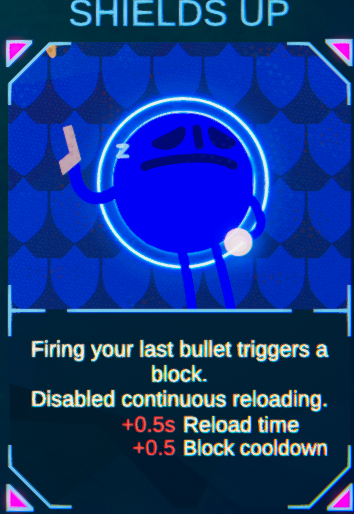 SHIELDS UP
z
Firing your last bullet triggers a
block.
Disabled continuous reloading.
+0.5s Reload time
+0.5 Block cooldown